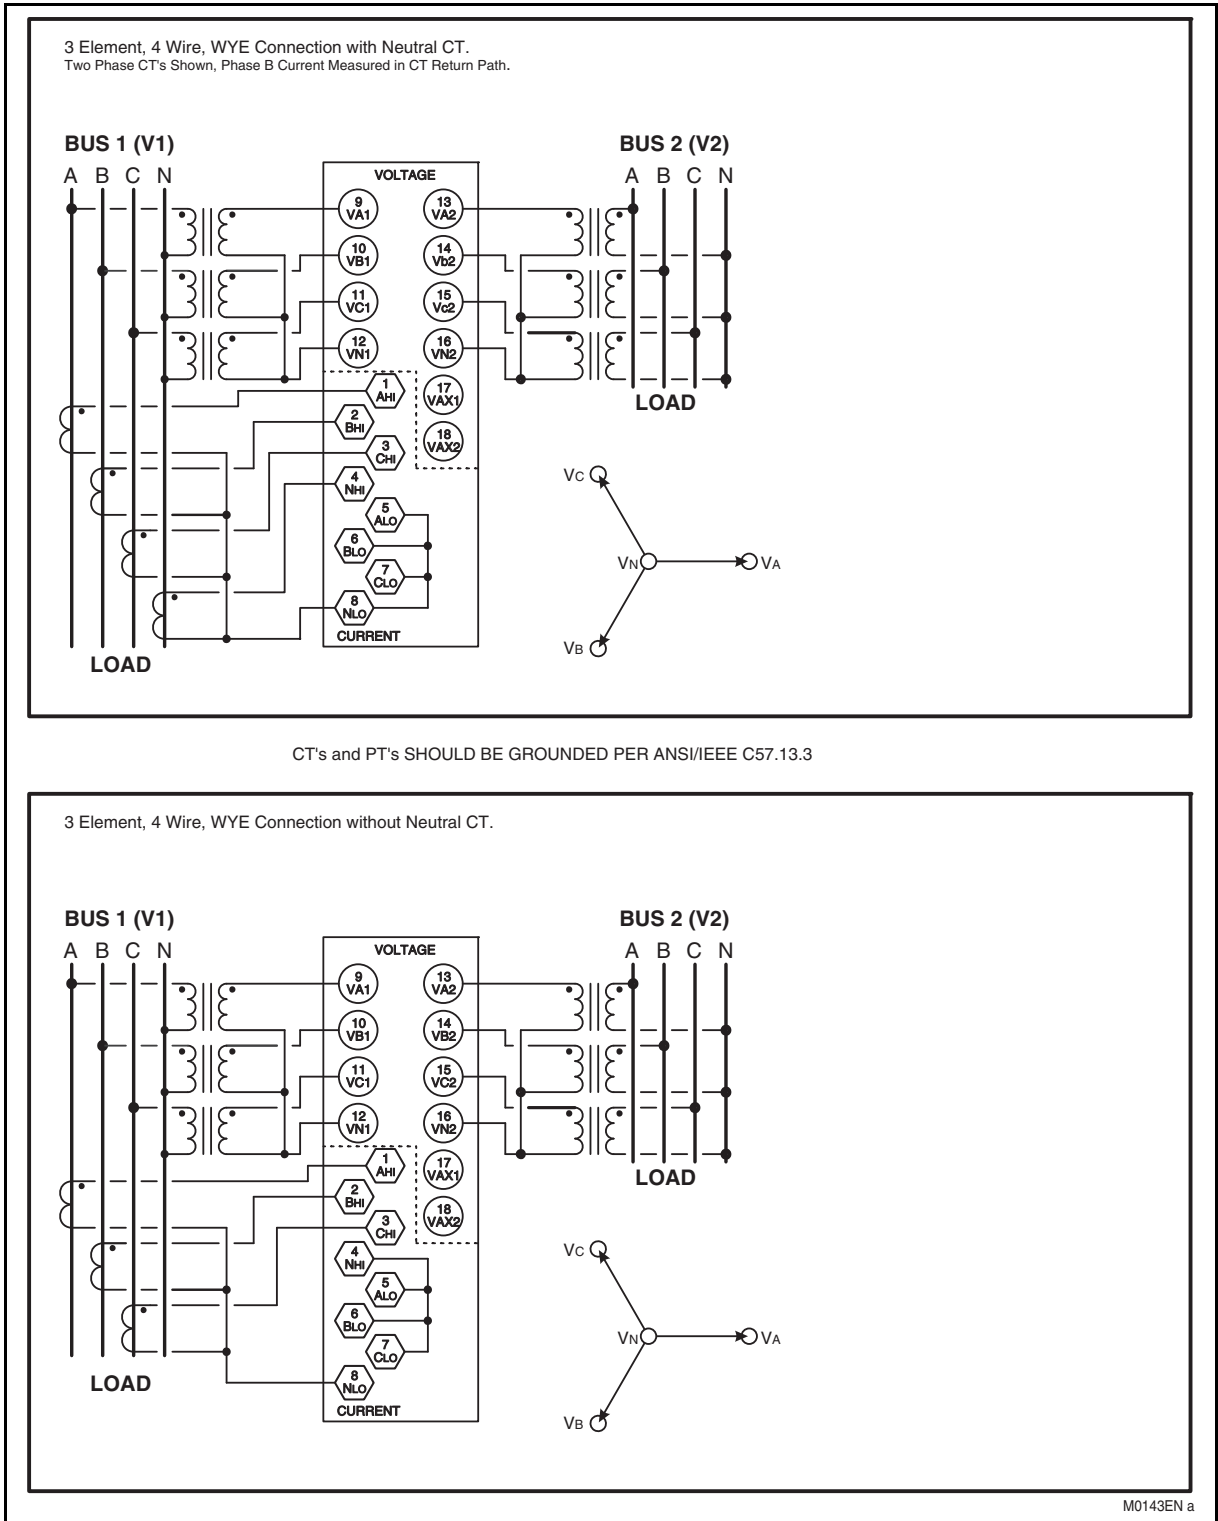 3 Element, 4 Wire, WYE Connection with Neutral CT.
Two Phase CT's Shown, Phase B Current Measured in CT Return Path.
BUS 1 (V1)
BUS 2 (V2)
A B C N
VOLTAGE
A B C N
9 VA1
13 VA2
10 VB1
14 Vb2
11 VC1
15 Vc2
12 VN1
16 VN2
1 AHI
17 VAX1
LOAD
2 BHI
18 VAX2
3 CHI
4 NHI
VC
5 ALO
6 BLO
VN
VA
7 CLO
8 NLO
CURRENT
VB
LOAD
CT's and PT's SHOULD BE GROUNDED PER ANSI/IEEE C57.13.3
3 Element, 4 Wire, WYE Connection without Neutral CT.
BUS 1 (V1)
BUS 2 (V2)
A B C N
VOLTAGE
A B C N
9 VA1
13 VA2
10 VB1
14 VB2
11 VC1
15 VC2
12 VN1
16 VN2
1 AHI
17 VAX1
LOAD
2 BHI
18 VAX2
3 CHI
4 NHI
VC
5 ALO
6 BLO
VN
VA
7 CLO
8 NLO
LOAD
CURRENT
VB
M0143EN a